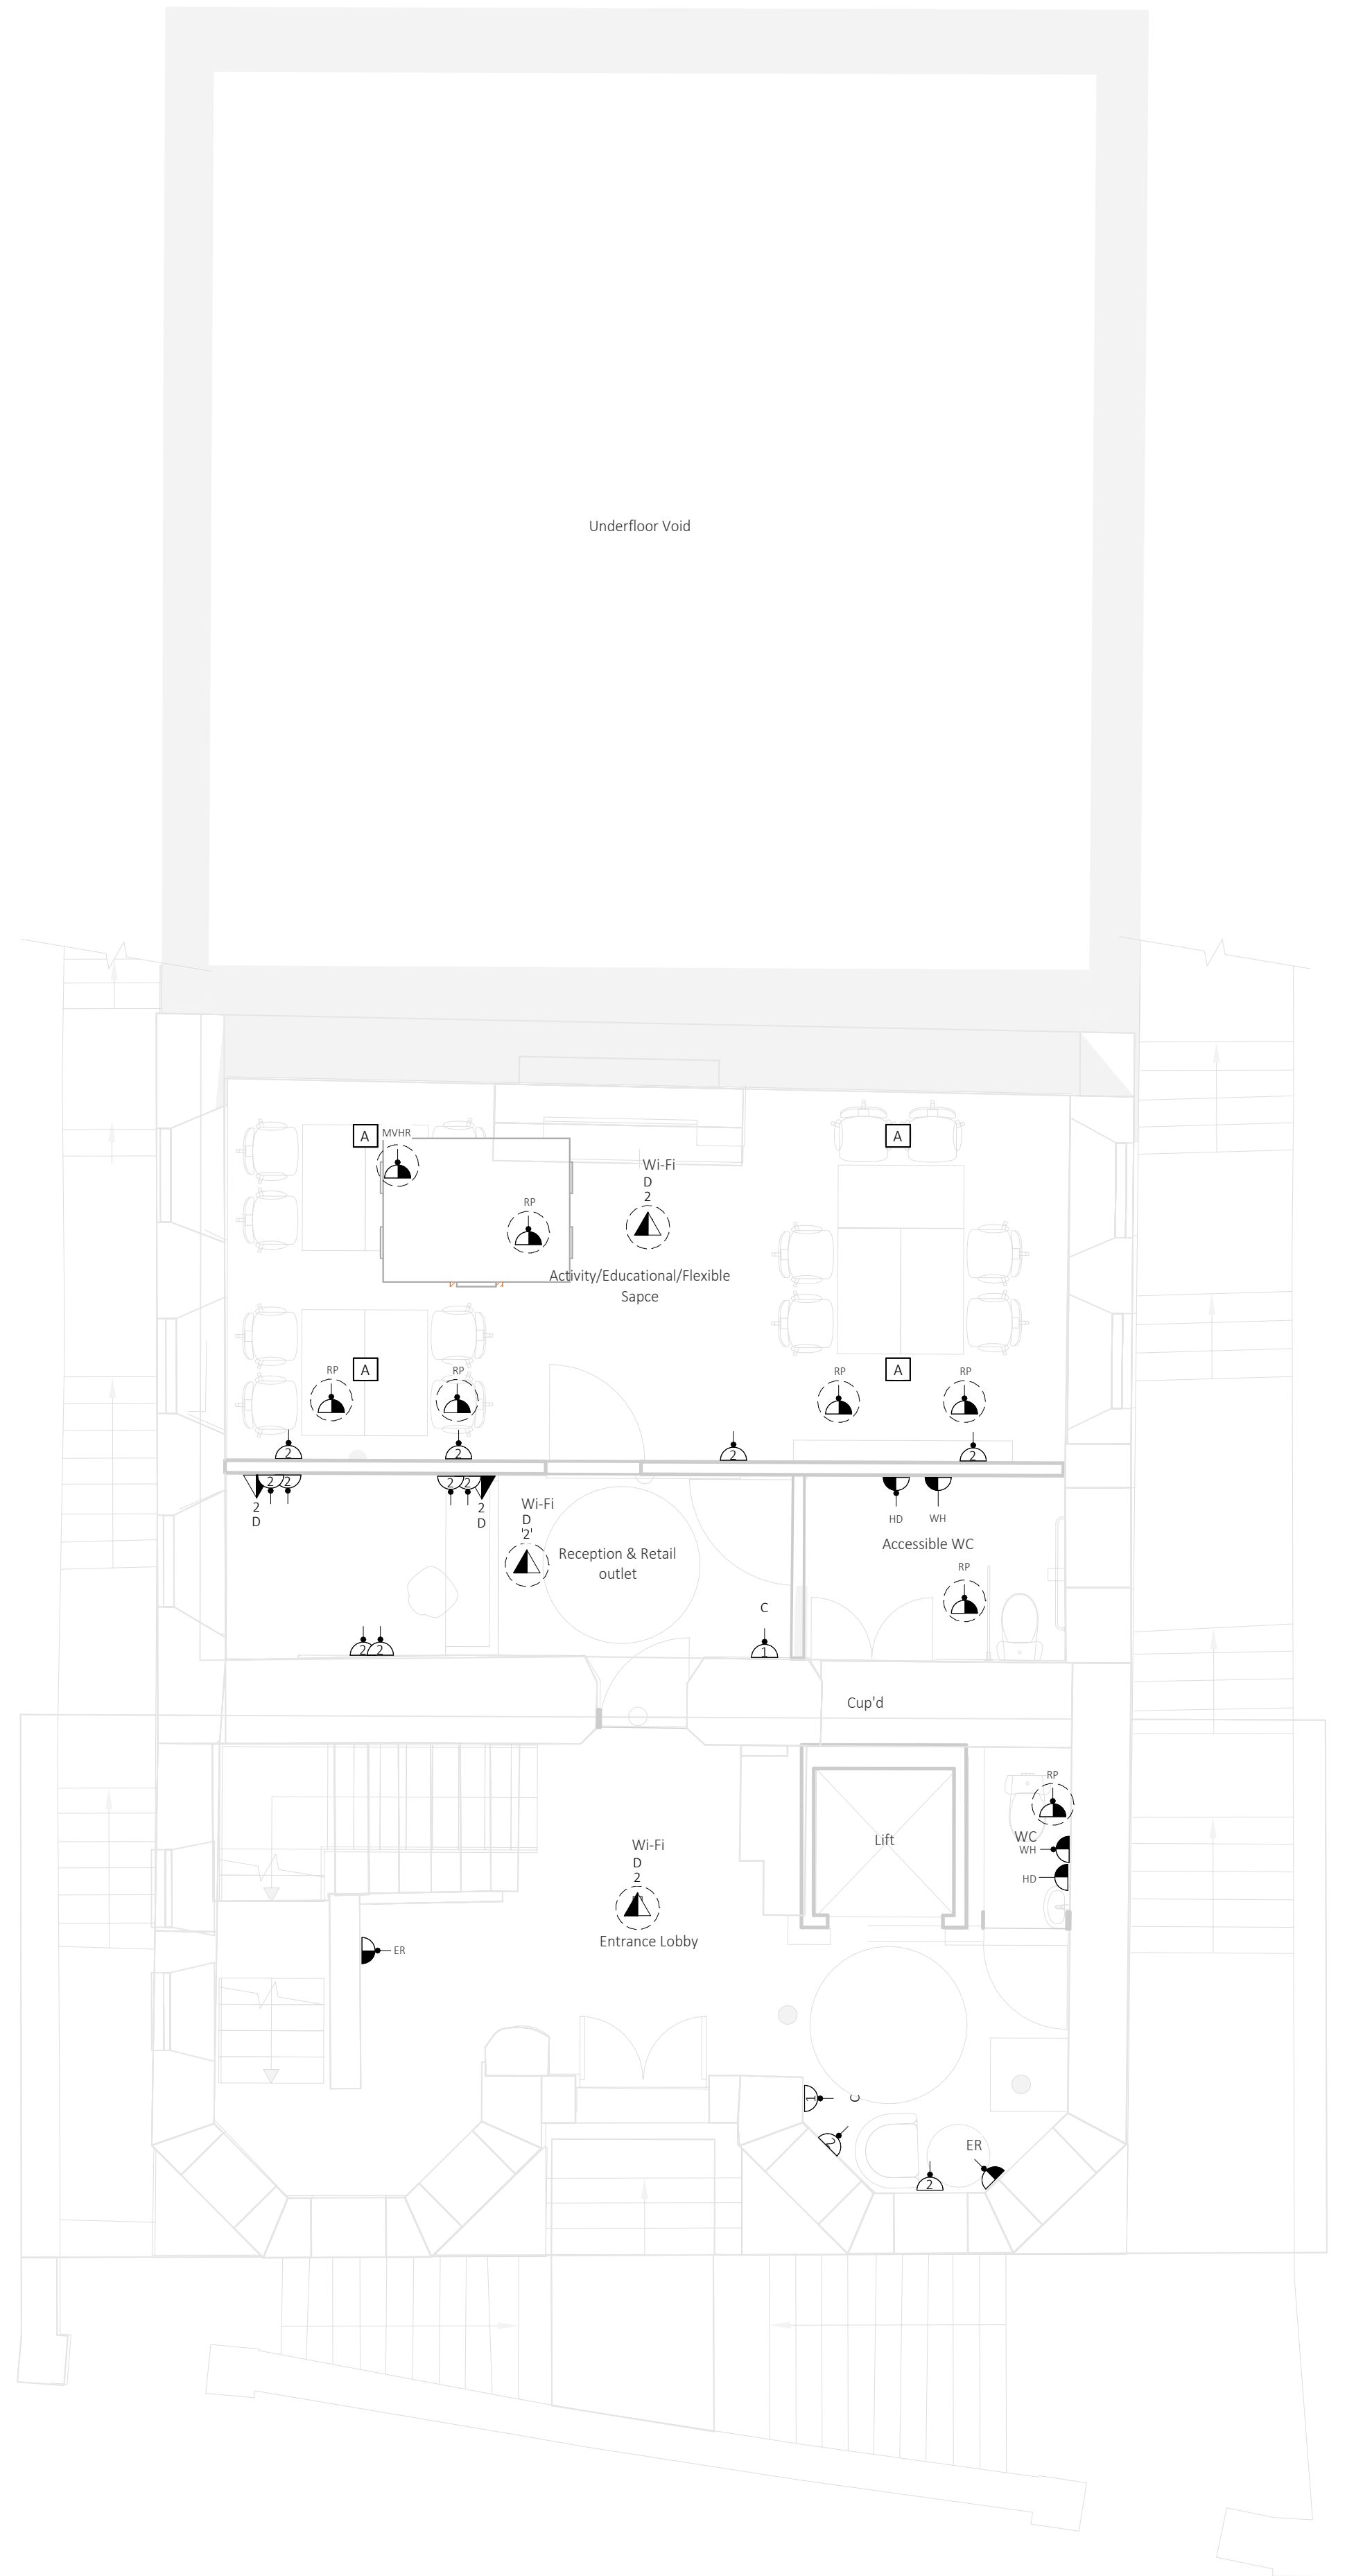 Underfloor Void
A
MVHR
A
Wi-Fi
D
2
RP
Activity/Educational/Flexible
Sapce
A
A
RP
RP
RP
RP
2
2
2
2
2
2
2
2
2
D
2
D
HD
WH
Wi-Fi
D
'2'
Accessible WC
Reception & Retail
outlet
RP
C
2
2
1
Cup'd
RP
Wi-Fi
D
2
Lift
WC
WH
HD
Entrance Lobby
ER
1
C
2
ER
2